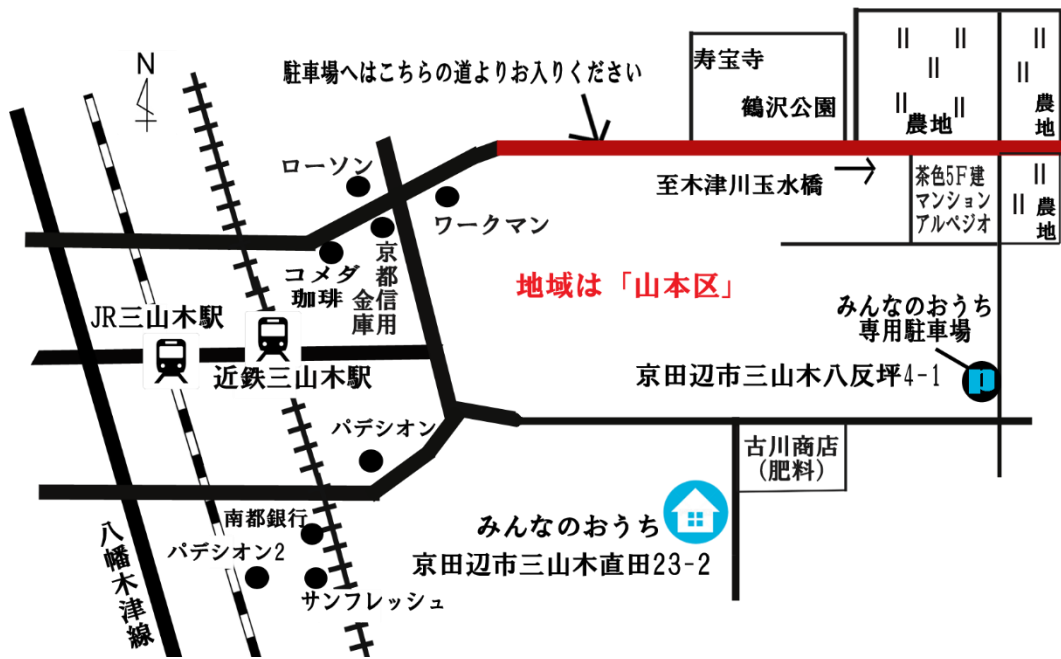 N
駐車場へはこちらの道よりお入りください
寿宝寺
鶴沢公園
農地
農地
ローソン
ワークマン
至木津川玉水橋
茶色5F建
マンション
アルペジオ
農地
コメダ
珈琲
京都
信用
金庫
地域は「山本区」
JR三山木駅
近鉄三山木駅
みんなのおうち
専用駐車場
京田辺市三山木八反坪4-1
P
パデシオン
古川商店
(肥料)
南都銀行
みんなのおうち
パデシオン2
京田辺市三山木直田23-2
サンフレッシュ
八幡木津線